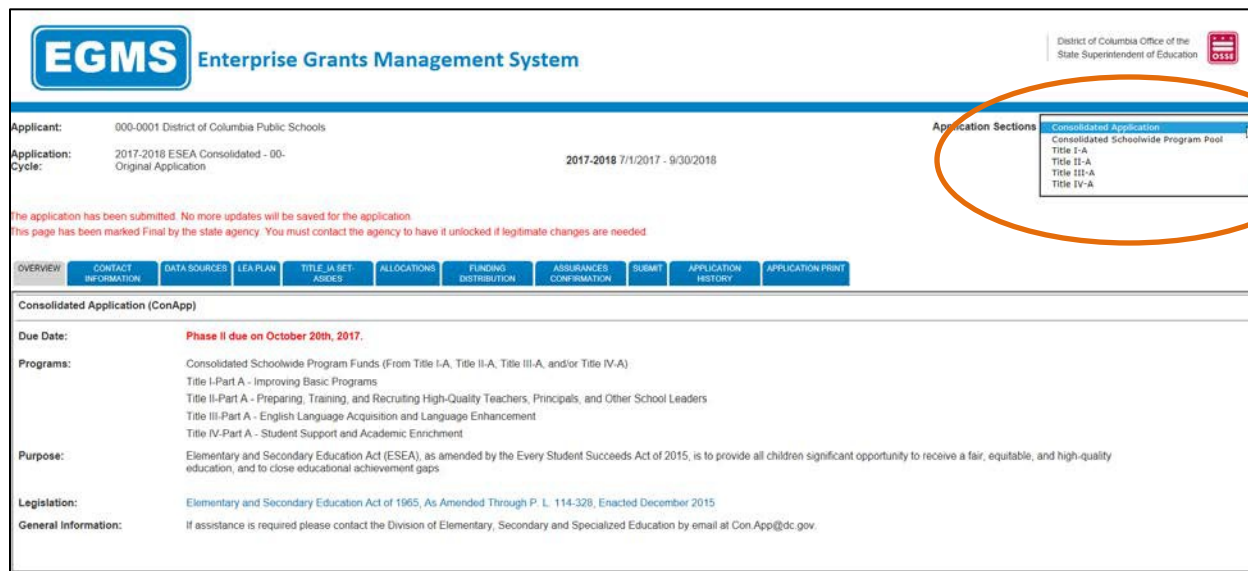 EGMS Enterprise Grants Management System
District of Columbia Office of the
State Superintendent of Education
OSSE
Applicant: 000-0001 District of Columbia Public Schools
Application Sections
Consolidated Application
Consolidated Schoolwide Program Pool
Title I-A
Title II-A
Title III-A
Title IV-A
Application: 2017-2018 ESEA Consolidated - 00-
Cycle: Original Application
2017-2018 7/1/2017 - 9/30/2018
The application has been submitted. No more updates will be saved for the application.
This page has been marked Final by the state agency. You must contact the agency to have it unlocked if legitimate changes are needed
OVERVIEW
CONTACT
INFORMATION
DATA SOURCES
LEA PLAN
TITLE_IA SET-
ASIDES
ALLOCATIONS
FUNDING
DISTRIBUTION
ASSURANCES
CONFIRMATION
SUBMIT
APPLICATION
HISTORY
APPLICATION PRINT
Consolidated Application (ConApp)
Due Date: Phase II due on October 20th, 2017.
Programs: Consolidated Schoolwide Program Funds (From Title I-A, Title II-A, Title III-A, and/or Title IV-A)
Title I-Part A - Improving Basic Programs
Title II-Part A - Preparing, Training, and Recruiting High-Quality Teachers, Principals, and Other School Leaders
Title III-Part A - English Language Acquisition and Language Enhancement
Title IV-Part A - Student Support and Academic Enrichment
Purpose: Elementary and Secondary Education Act (ESEA), as amended by the Every Student Succeeds Act of 2015, is to provide all children significant opportunity to receive a fair, equitable, and high-quality
education, and to close educational achievement gaps
Legislation: Elementary and Secondary Education Act of 1965, As Amended Through P. L. 114-328, Enacted December 2015
General Information: If assistance is required please contact the Division of Elementary, Secondary and Specialized Education by email at Con.App@dc.gov.